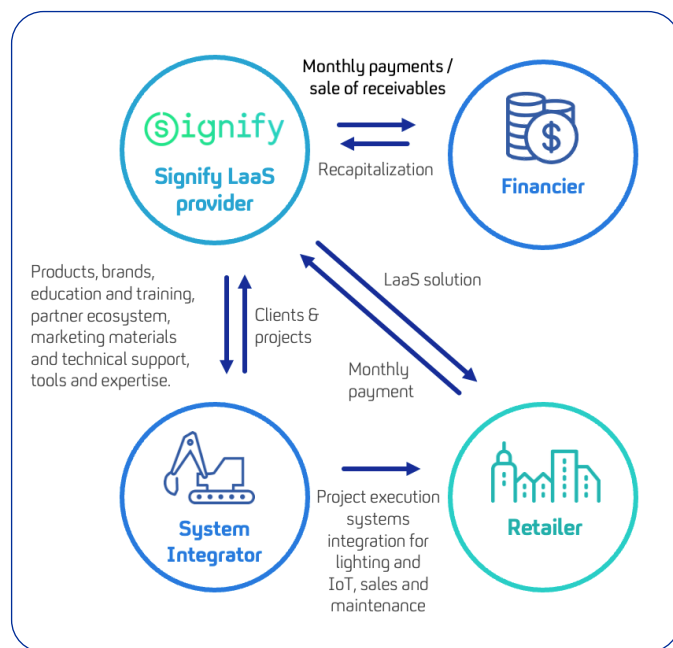 Monthly payments /
sale of receivables
Signify
Signify LaaS
provider
Recapitalization
$
Financier
Products, brands,
education and training,
partner ecosystem,
marketing materials
and technical support,
tools and expertise.
Clients &
projects
LaaS solution
Monthly
payment
System
Integrator
Project execution
systems
integration for
lighting and
IoT, sales and
maintenance
Retailer